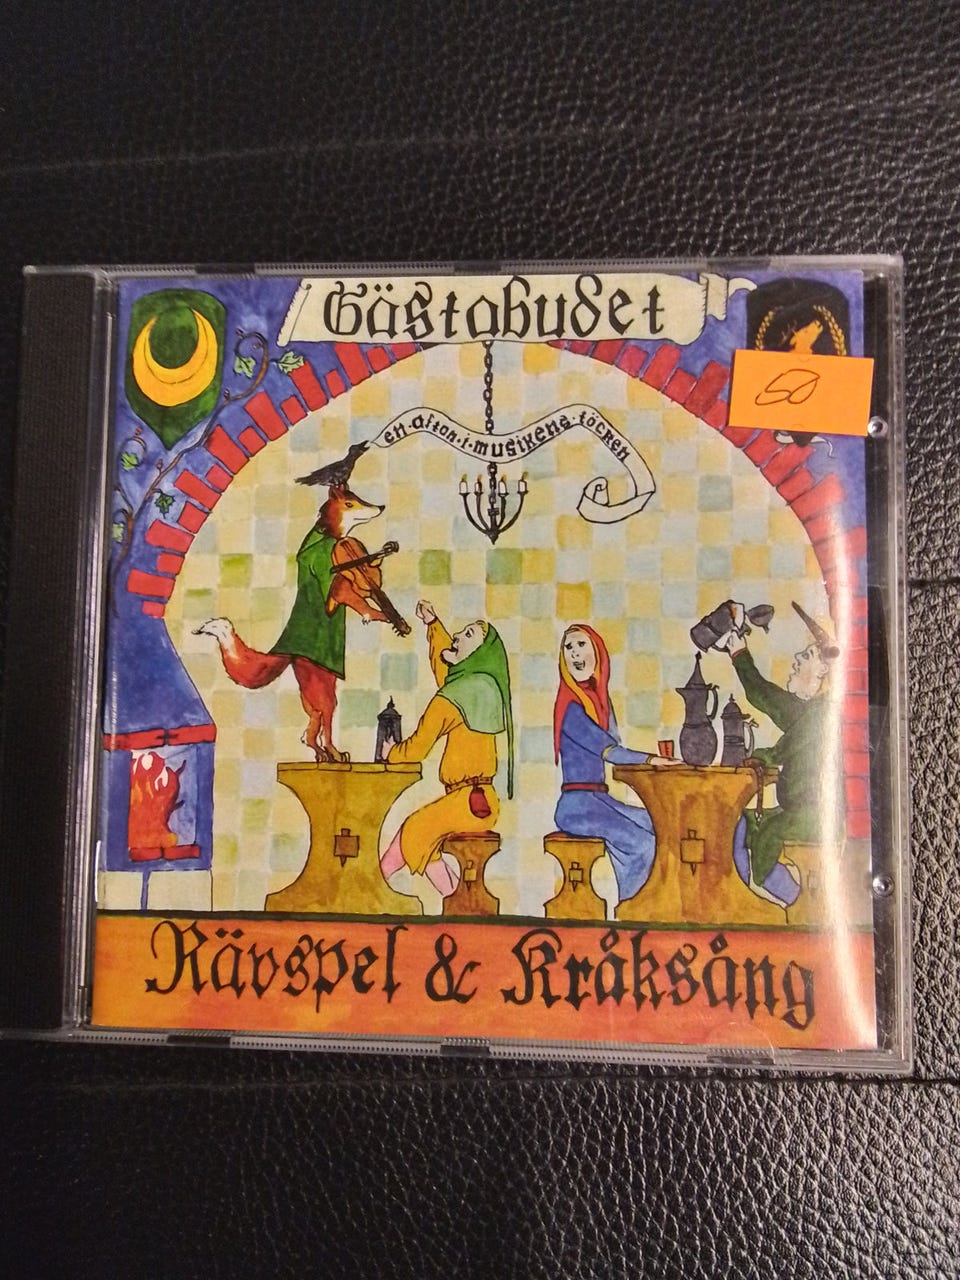 Gästabudet
50
en·afton·i·musikens·töcken
Rävspel & Kråksång